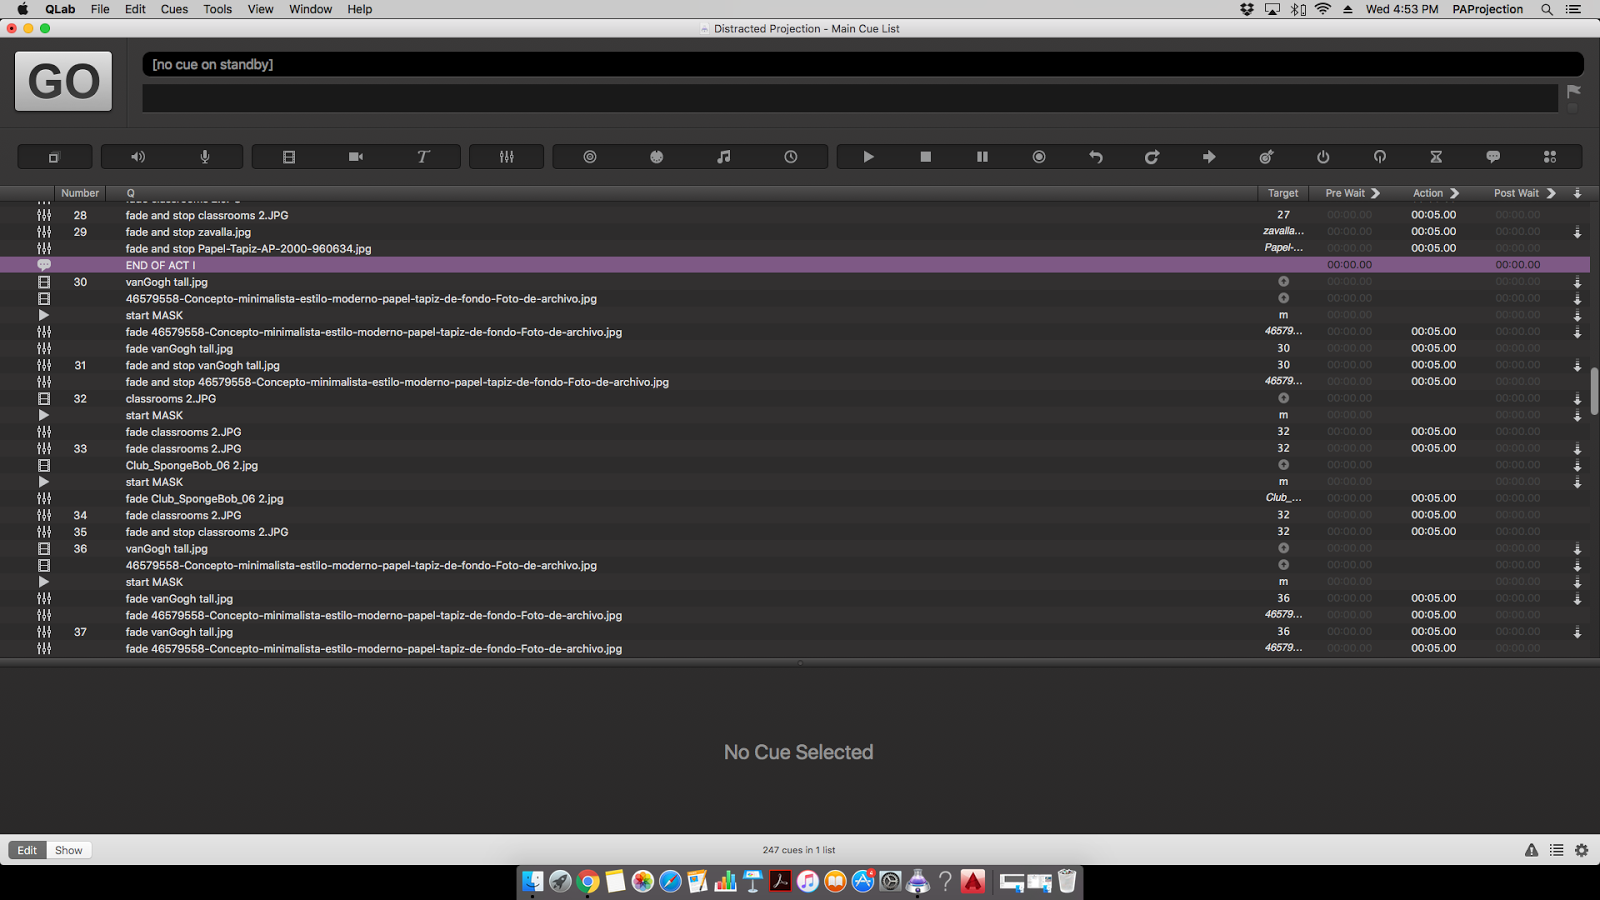 QLab File Edit Cues Tools View Window Help Wed 4:53 PM PAProjection
Distracted Projection - Main Cue List
GO
[no cue on standby]
T
Number Q Target Pre Wait Action Post Wait
28 fade and stop classrooms 2.JPG 27 00:00.00 00:05.00 00:00.00
29 fade and stop zavalla.jpg zavalla... 00:00.00 00:05.00 00:00.00
fade and stop Papel-Tapiz-AP-2000-960634.jpg Papel-... 00:00.00 00:05.00 00:00.00
END OF ACT I 00:00.00 00:00.00
30 vanGogh tall.jpg 00:00.00 00:00.00
46579558-Concepto-minimalista-estilo-moderno-papel-tapiz-de-fondo-Foto-de-archivo.jpg 00:00.00 00:00.00
start MASK m 00:00.00 00:00.00
fade 46579558-Concepto-minimalista-estilo-moderno-papel-tapiz-de-fondo-Foto-de-archivo.jpg 46579... 00:00.00 00:05.00 00:00.00
fade vanGogh tall.jpg 30 00:00.00 00:05.00 00:00.00
31 fade and stop vanGogh tall.jpg 30 00:00.00 00:05.00 00:00.00
fade and stop 46579558-Concepto-minimalista-estilo-moderno-papel-tapiz-de-fondo-Foto-de-archivo.jpg 46579... 00:00.00 00:05.00 00:00.00
32 classrooms 2.JPG 00:00.00 00:00.00
start MASK m 00:00.00 00:00.00
fade classrooms 2.JPG 32 00:00.00 00:05.00 00:00.00
33 fade classrooms 2.JPG 32 00:00.00 00:05.00 00:00.00
Club_SpongeBob_06 2.jpg 00:00.00 00:00.00
start MASK m 00:00.00 00:00.00
fade Club_SpongeBob_06 2.jpg Club_... 00:00.00 00:05.00 00:00.00
34 fade classrooms 2.JPG 32 00:00.00 00:05.00 00:00.00
35 fade and stop classrooms 2.JPG 32 00:00.00 00:05.00 00:00.00
36 vanGogh tall.jpg 00:00.00 00:00.00
46579558-Concepto-minimalista-estilo-moderno-papel-tapiz-de-fondo-Foto-de-archivo.jpg 00:00.00 00:00.00
start MASK m 00:00.00 00:00.00
fade vanGogh tall.jpg 36 00:00.00 00:05.00 00:00.00
fade 46579558-Concepto-minimalista-estilo-moderno-papel-tapiz-de-fondo-Foto-de-archivo.jpg 46579... 00:00.00 00:05.00 00:00.00
37 fade vanGogh tall.jpg 36 00:00.00 00:05.00 00:00.00
fade 46579558-Concepto-minimalista-estilo-moderno-papel-tapiz-de-fondo-Foto-de-archivo.jpg 46579... 00:00.00 00:05.00 00:00.00
No Cue Selected
Edit Show 247 cues in 1 list